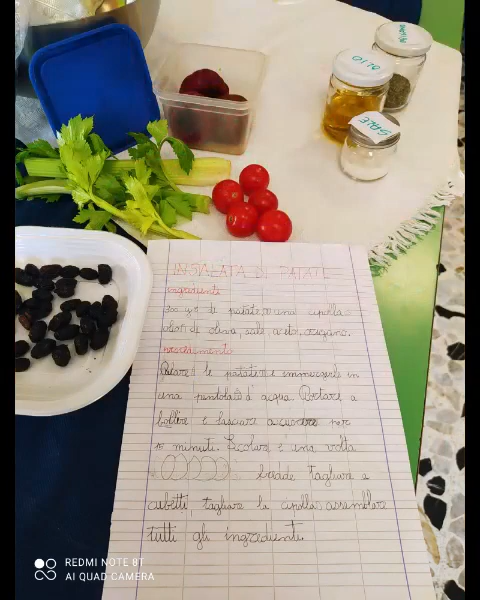 ORIGANO
OLIO
SALE
INSALATA DI PATATE
ingredienti
300 gr di patate una cipolla
olio di oliva, sale, aceto, origano.
procedimento
Pelare le patate e immergerle in
una pentola d'acqua. Portare a
bollire e lasciare a cuocere per
minuti. Scolare e una volta
tagliare a
cubetti, tagliare la cipolla assemblare
tutti gli ingredienti.
REDMI NOTE 8T
AI QUAD CAMERA